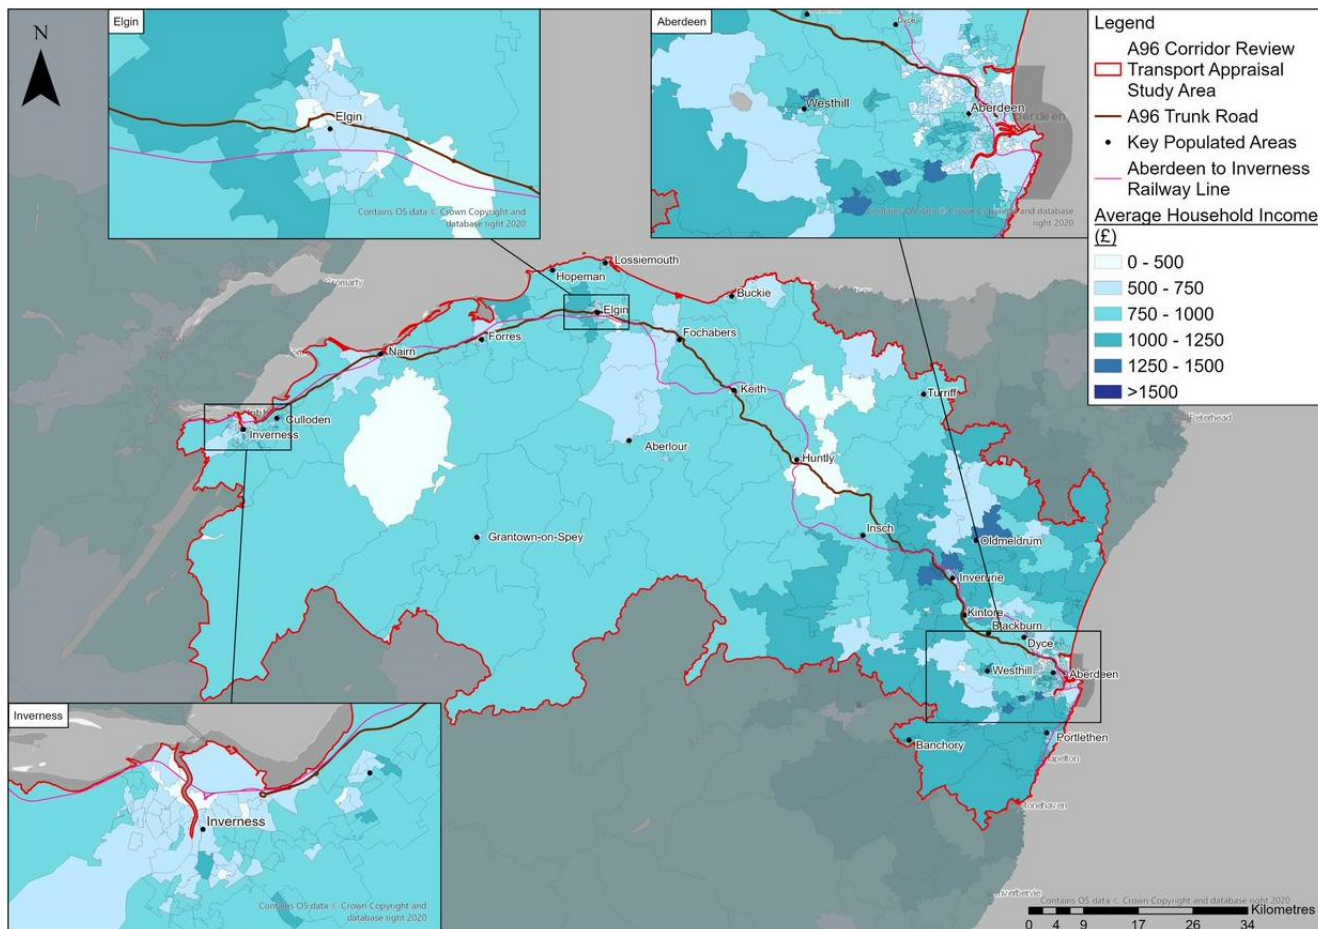 Elgin
Elgin
Contains OS data © Crown Copyright and
database right 2020
Aberdeen
Dyce
Westhill
Aberdeen
Contains OS data © Crown Copyright and database
right 2020
Legend
A96 Corridor Review
Transport Appraisal
Study Area
A96 Trunk Road
Key Populated Areas
Aberdeen to Inverness
Railway Line
Average Household Income
(£)
0 - 500
500 - 750
750 - 1000
1000 - 1250
1250 - 1500
>1500
N
Lossiemouth
Hopeman
Buckie
Elgin
Fochabers
Forres
Nairn
Keith
Turriff
Peterhead
Culloden
Inverness
Aberlour
Huntly
Grantown-on-Spey
Insch
Oldmeldrum
Inverurie
Kintore
Blackburn
Dyce
Westhill
Aberdeen
Banchory
Portlethen
Inverness
Inverness
Contains OS data © Crown Copyright and
database right 2020
Contains OS data © Crown Copyright and database right 2020
Kilometres
0 4 9 17 26 34